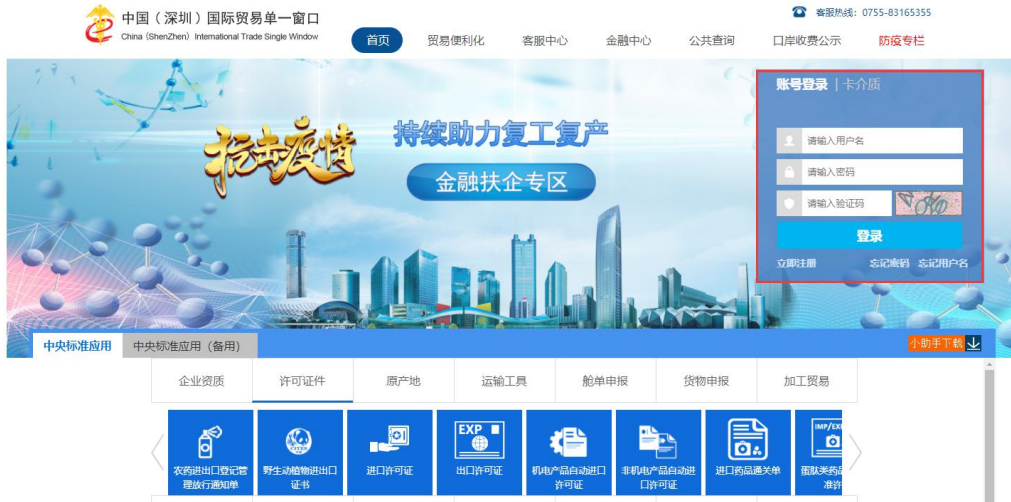 中国（深圳）国际贸易单一窗口
China (ShenZhen) International Trade Single Window
客服热线：0755-83165355
首页 贸易便利化 客服中心 金融中心 公共查询 口岸收费公示 防疫专栏
抗击疫情
持续助力复工复产
金融扶企专区
账号登录 | 卡介质
请输入用户名
请输入密码
请输入验证码
登录
立即注册 忘记密码 忘记用户名
中央标准应用 中央标准应用（备用） 小助手下载
企业资质 许可证件 原产地 运输工具 舱单申报 货物申报 加工贸易
CITES
EXP
IMP/EX
农药进出口登记管
理放行通知单
野生动植物进出口
证书
进口许可证
出口许可证
机电产品自动进口
许可证
非机电产品自动进
口许可证
进口药品通关单
蛋肽类药品
准许